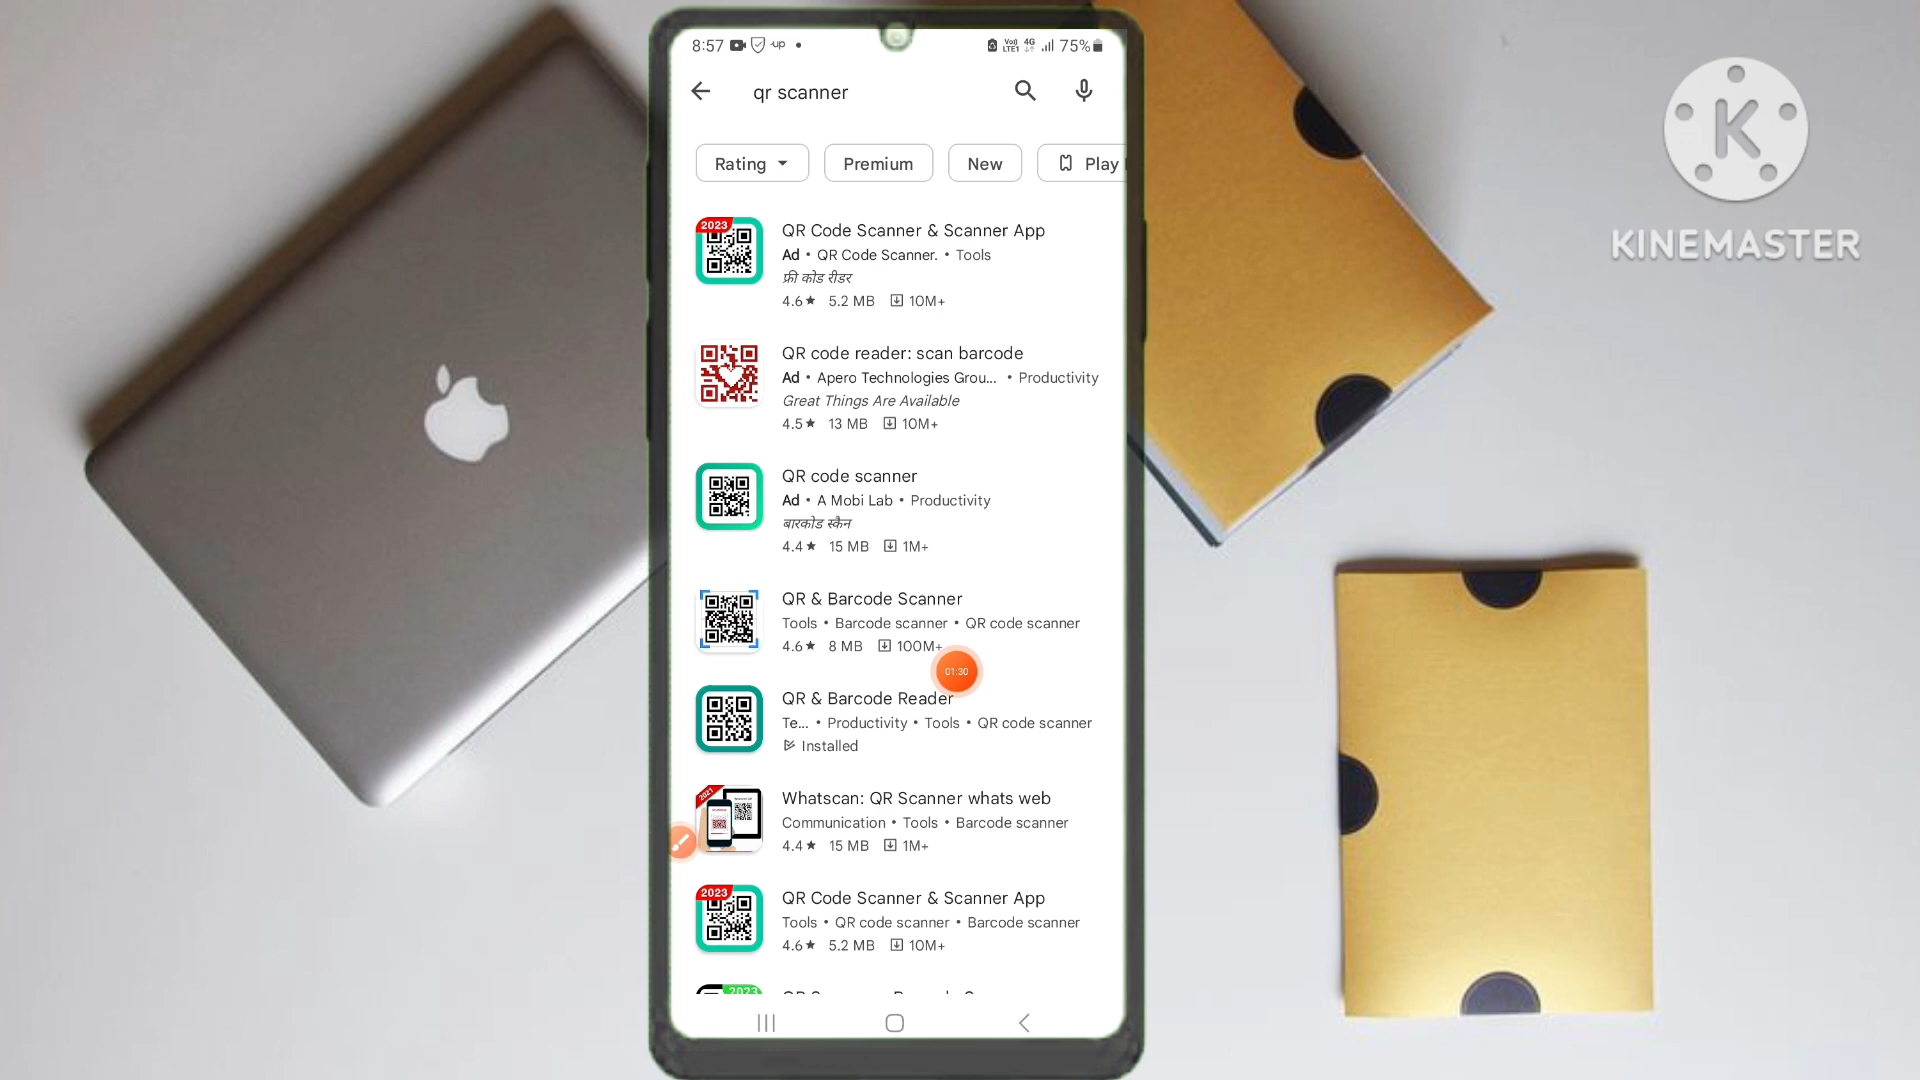 8:57 up
Voj) LTE1 4G 75%
qr scanner
Rating Premium New Play
2023
QR Code Scanner & Scanner App
Ad • QR Code Scanner. • Tools
फ्री कोड रीडर
4.6★ 5.2 MB 10M+
QR code reader: scan barcode
Ad • Apero Technologies Grou... • Productivity
Great Things Are Available
4.5★ 13 MB 10M+
QR code scanner
Ad • A Mobi Lab • Productivity
बारकोड स्कैन
4.4★ 15 MB 1M+
QR & Barcode Scanner
Tools • Barcode scanner • QR code scanner
4.6★ 8 MB 100M+
01:30
QR & Barcode Reader
Te... • Productivity • Tools • QR code scanner
Installed
2021
Whatscan: QR Scanner whats web
Communication • Tools • Barcode scanner
4.4★ 15 MB 1M+
2023
QR Code Scanner & Scanner App
Tools • QR code scanner • Barcode scanner
4.6★ 5.2 MB 10M+
2023
K
KINEMASTER